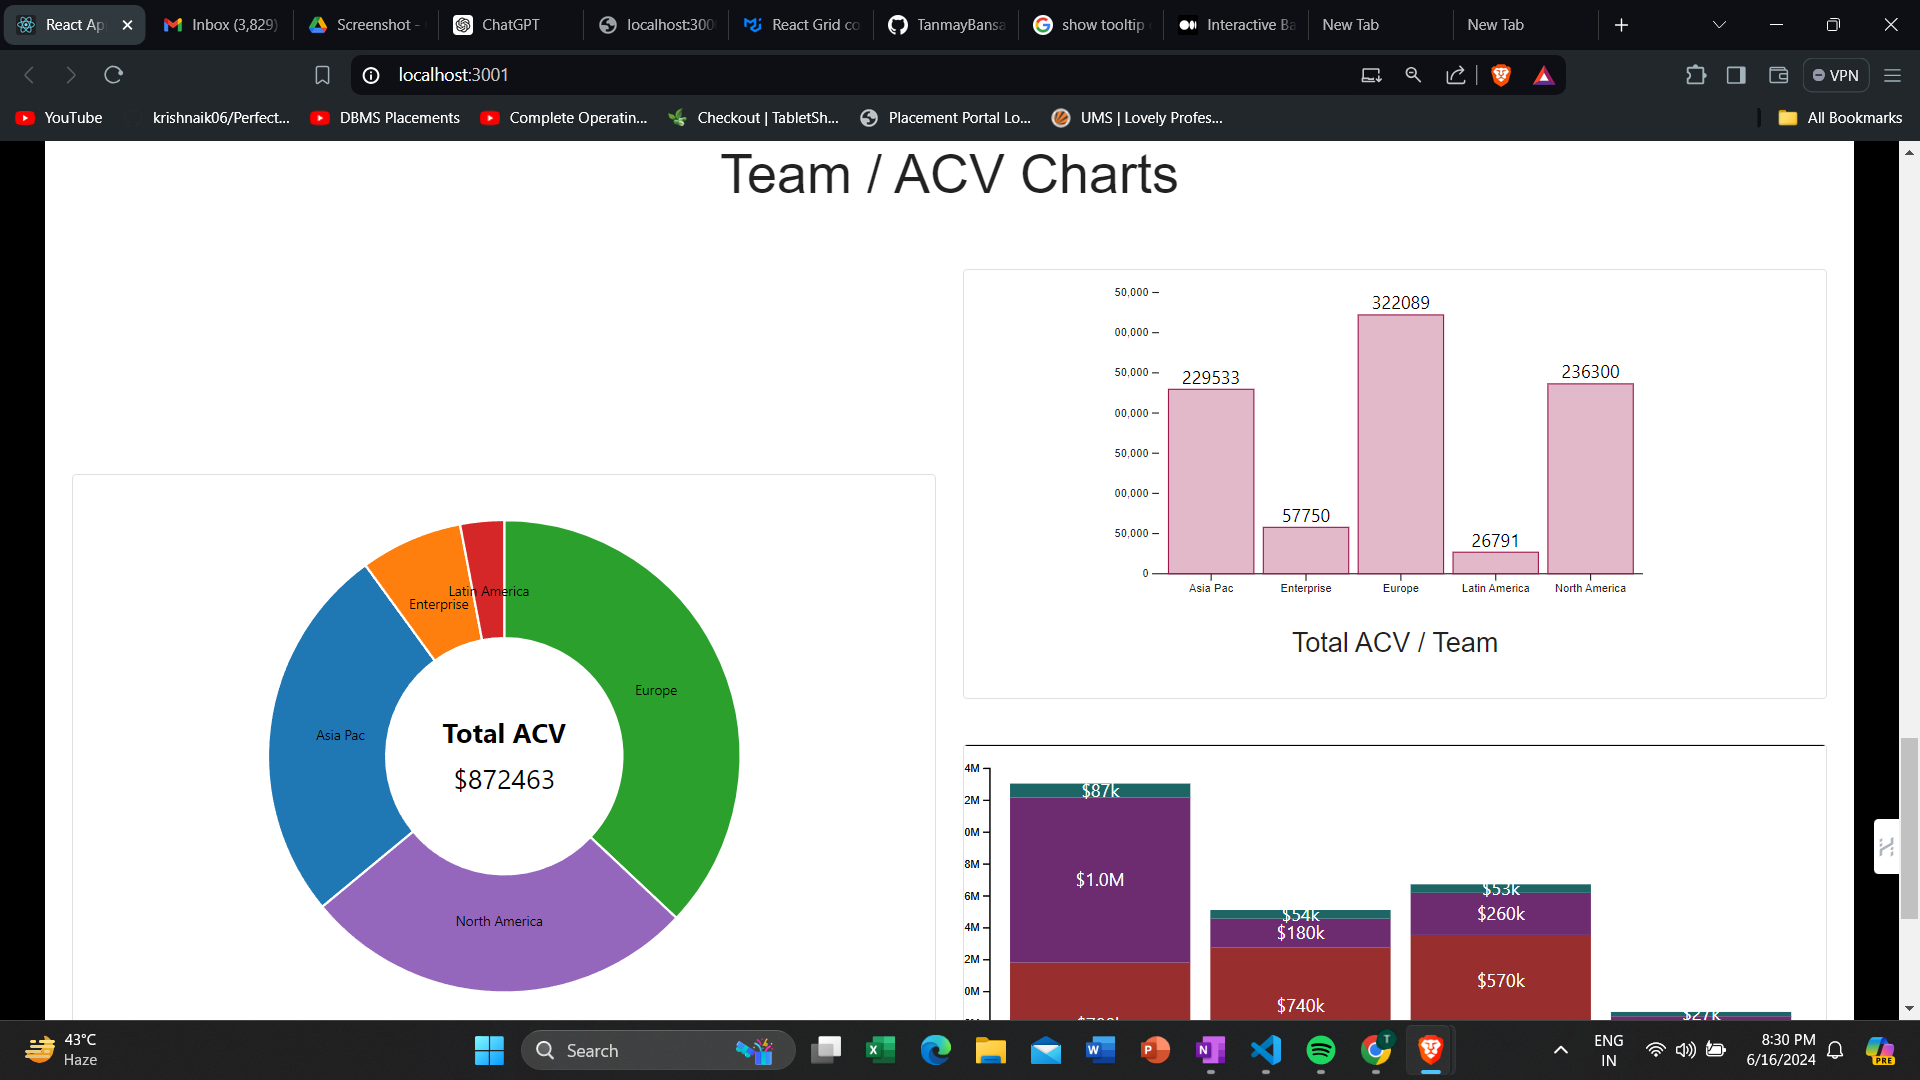 React Ap
Inbox (3,829)
Screenshot -
ChatGPT
localhost:300
React Grid co
TanmayBansa
show tooltip
Interactive Ba
New Tab
New Tab
localhost:3001
VPN
YouTube
krishnaik06/Perfect...
DBMS Placements
Complete Operatin...
Checkout | TabletSh...
Placement Portal Lo...
UMS | Lovely Profes...
All Bookmarks
Team / ACV Charts
Latin America
Enterprise
Europe
Asia Pac
North America
Total ACV
$872463
50,000
00,000
50,000
00,000
50,000
00,000
50,000
0
229533
57750
322089
26791
236300
Asia Pac
Enterprise
Europe
Latin America
North America
Total ACV / Team
4M
2M
0M
8M
6M
4M
2M
0M
$87k
$1.0M
$54k
$180k
$740k
$53k
$260k
$570k
$27k
43°C
Haze
Search
T
PRE
ENG
IN
8:30 PM
6/16/2024